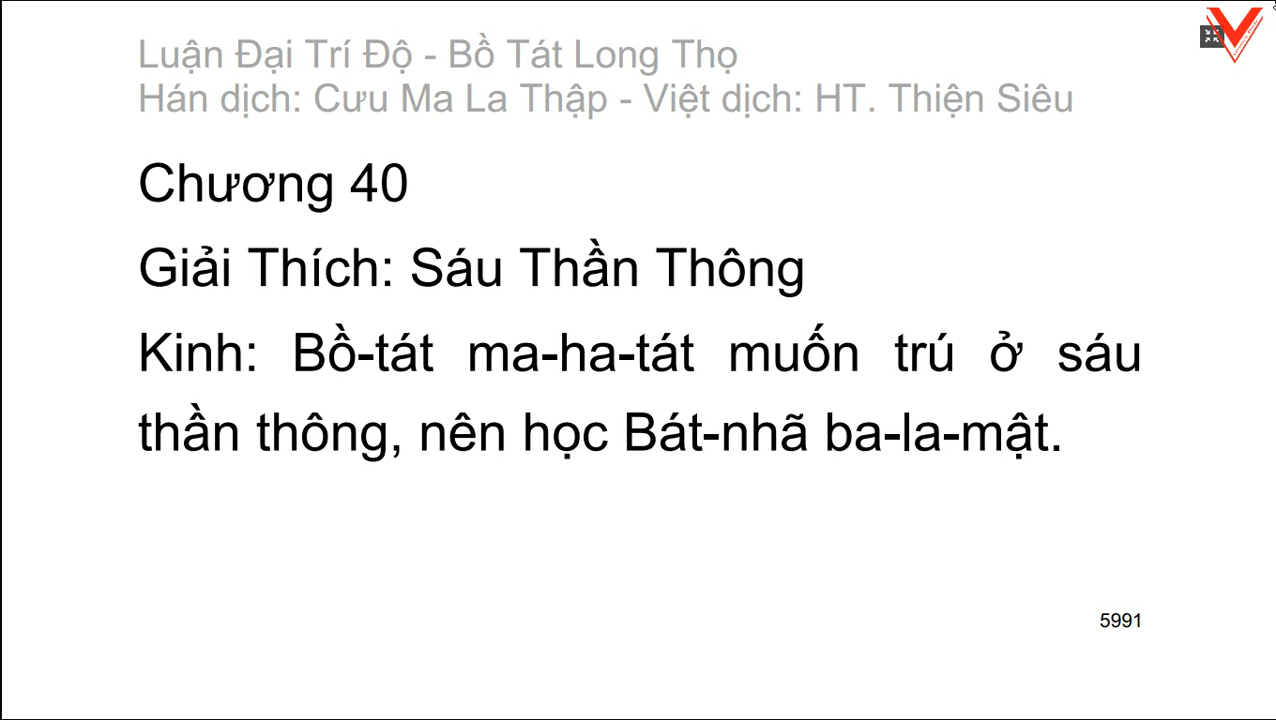 Luận Đại Trí Độ - Bồ Tát Long Thọ
Hán dịch: Cưu Ma La Thập - Việt dịch: HT. Thiện Siêu
Chương 40
Giải Thích: Sáu Thần Thông
Kinh: Bồ-tát ma-ha-tát muốn trú ở sáu
thần thông, nên học Bát-nhã ba-la-mật.
5991